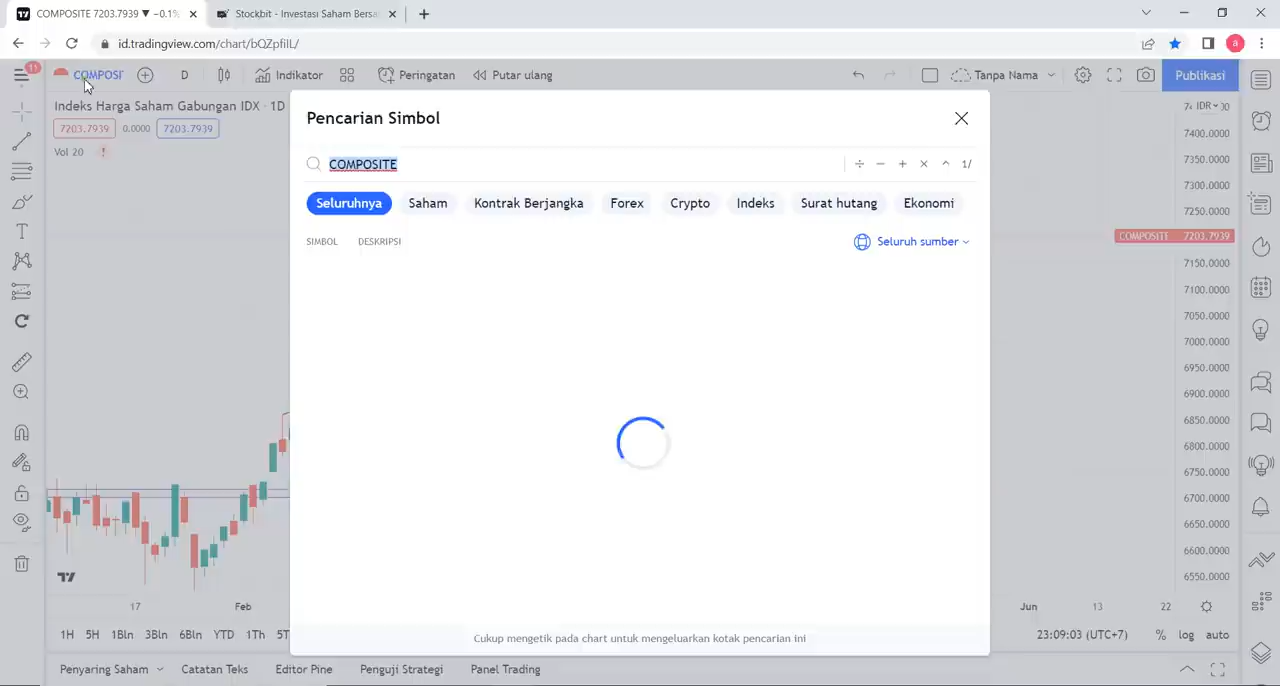 COMPOSITE 7203.7939 ▼ −0.1%
Stockbit - Investasi Saham Bersa
id.tradingview.com/chart/bQZpfiIL/
a
11
COMPOSIT
D
Indikator
Peringatan
Putar ulang
Tanpa Nama
Publikasi
Indeks Harga Saham Gabungan IDX · 1D
7203.7939
0.0000
7203.7939
Vol 20
Pencarian Simbol
COMPOSITE
÷ − + × ^ 1/
Seluruhnya
Saham
Kontrak Berjangka
Forex
Crypto
Indeks
Surat hutang
Ekonomi
SIMBOL
DESKRIPSI
Seluruh sumber
IDR
7400.0000
7350.0000
7300.0000
7250.0000
COMPOSITE 7203.7939
7150.0000
7100.0000
7050.0000
7000.0000
6950.0000
6900.0000
6850.0000
6800.0000
6750.0000
6700.0000
6650.0000
6600.0000
6550.0000
17
Feb
Jun
13
22
1H
5H
1Bln
3Bln
6Bln
YTD
1Th
5T
23:09:03 (UTC+7)
%
log
auto
Cukup mengetik pada chart untuk mengeluarkan kotak pencarian ini
Penyaring Saham
Catatan Teks
Editor Pine
Penguji Strategi
Panel Trading